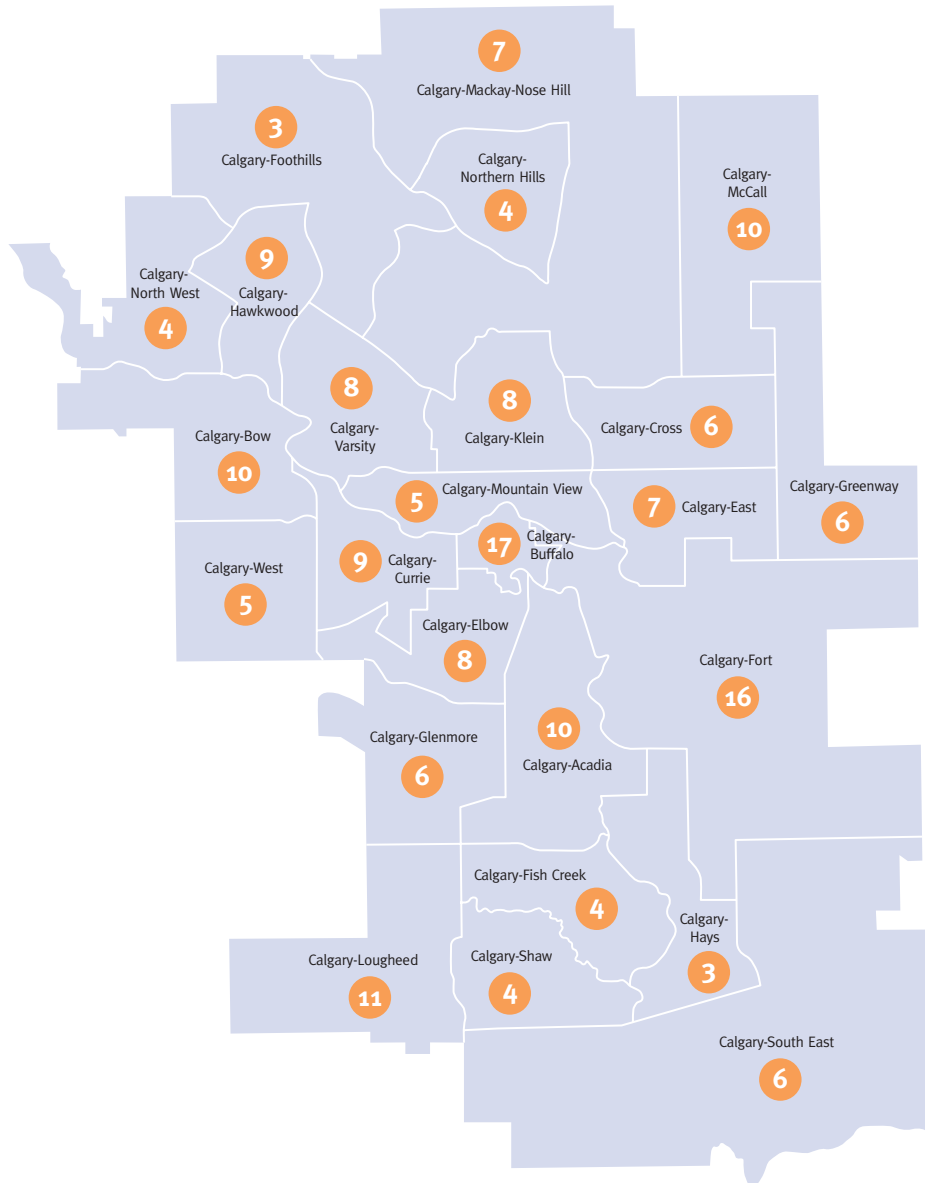 7
Calgary-Mackay-Nose Hill
3
Calgary-Foothills
Calgary-
Northern Hills
4
Calgary-
McCall
10
9
Calgary-
Hawkwood
Calgary-
North West
4
8
Calgary-
Varsity
8
Calgary-Klein
Calgary-Cross
6
Calgary-Bow
10
5
Calgary-Mountain View
7
Calgary-East
Calgary-Greenway
6
17
Calgary-
Buffalo
9
Calgary-
Currie
Calgary-West
5
Calgary-Elbow
8
Calgary-Fort
16
Calgary-Glenmore
6
10
Calgary-Acadia
Calgary-Fish Creek
4
Calgary-
Hays
3
Calgary-Lougheed
11
Calgary-Shaw
4
Calgary-South East
6